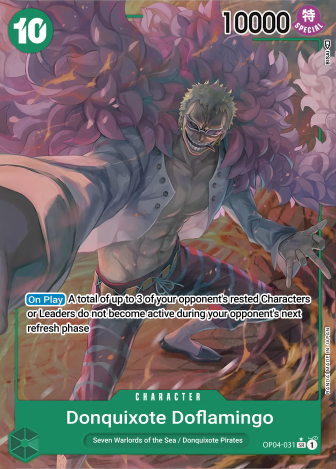 10
10000
特
SPECIAL
On Play A total of up to 3 of your opponent's rested Characters
or Leaders do not become active during your opponent's next
refresh phase
CHARACTER
Donquixote Doflamingo
Seven Warlords of the Sea / Donquixote Pirates
OP04-031 SR 1